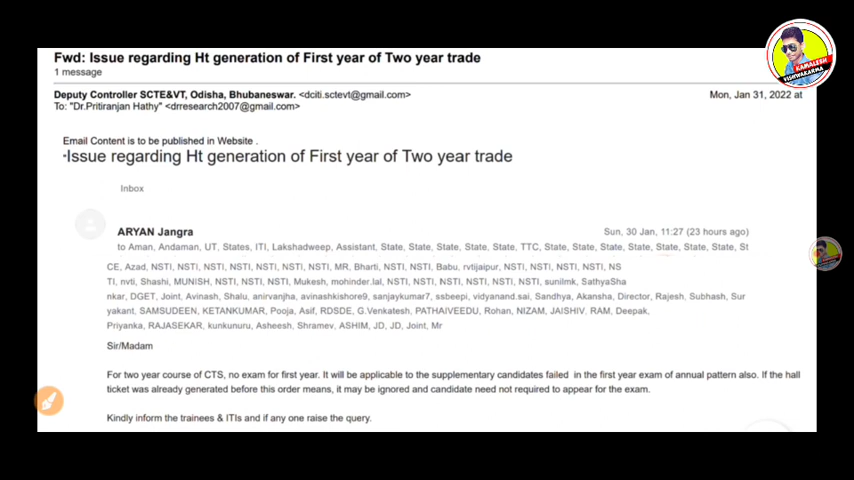 Fwd: Issue regarding Ht generation of First year of Two year trade
1 message
Deputy Controller SCTE&VT, Odisha, Bhubaneswar. <dciti.sctevt@gmail.com>
Mon, Jan 31, 2022 at
To: "Dr.Pritiranjan Hathy" <drresearch2007@gmail.com>
Email Content is to be published in Website .
Issue regarding Ht generation of First year of Two year trade
Inbox
ARYAN Jangra
Sun, 30 Jan, 11:27 (23 hours ago)
to Aman, Andaman, UT, States, ITI, Lakshadweep, Assistant, State, State, State, State, State, TTC, State, State, State, State, State, State, State, St
CE, Azad, NSTI, NSTI, NSTI, NSTI, NSTI, NSTI, NSTI, MR, Bharti, NSTI, NSTI, Babu, rvtijaipur, NSTI, NSTI, NSTI, NSTI, NS
TI, nvti, Shashi, MUNISH, NSTI, NSTI, NSTI, Mukesh, mohinder.lal, NSTI, NSTI, NSTI, NSTI, NSTI, NSTI, sunilmk, SathyaSha
nkar, DGET, Joint, Avinash, Shalu, anirvanjha, avinashkishore9, sanjaykumar7, ssbeepi, vidyanand.sai, Sandhya, Akansha, Director, Rajesh, Subhash, Sur
yakant, SAMSUDEEN, KETANKUMAR, Pooja, Asif, RDSDE, G.Venkatesh, PATHAIVEEDU, Rohan, NIZAM, JAISHIV. RAM, Deepak,
Priyanka, RAJASEKAR, kunkunuru, Asheesh, Shramev, ASHIM, JD, JD, Joint, Mr
Sir/Madam
For two year course of CTS, no exam for first year. It will be applicable to the supplementary candidates failed in the first year exam of annual pattern also. If the hall
ticket was already generated before this order means, it may be ignored and candidate need not required to appear for the exam.
Kindly inform the trainees & ITIs and if any one raise the query.
KAMALESH
VISHWAKARMA